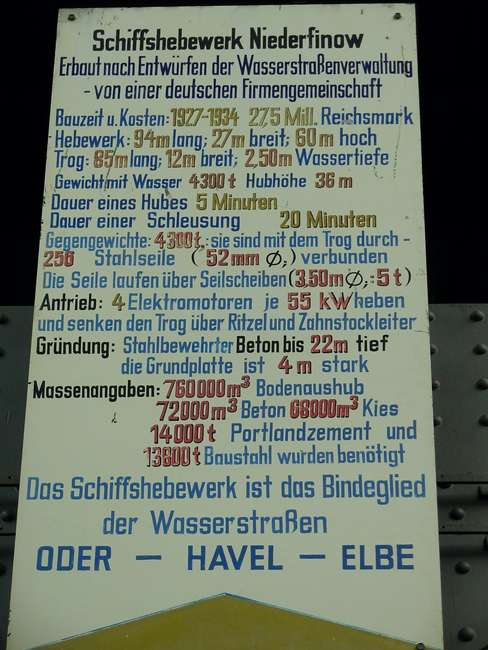 Schiffshebewerk Niederfinow
Erbaut nach Entwürfen der Wasserstraßenverwaltung
- von einer deutschen Firmengemeinschaft
Bauzeit u. Kosten: 1927-1934 27,5 Mill. Reichsmark
Hebewerk: 94m lang; 27m breit; 60m hoch
Trog: 85m lang; 12m breit; 2,50m Wassertiefe
Gewicht mit Wasser 4300t Hubhöhe 36m
Dauer eines Hubes 5 Minuten
Dauer einer Schleusung 20 Minuten
Gegengewichte: 4300t.: sie sind mit dem Trog durch-
256 Stahlseile (52mm Ø,) verbunden
Die Seile laufen über Seilscheiben (3,50m Ø,:5t)
Antrieb: 4 Elektromotoren je 55 kW heben
und senken den Trog über Ritzel und Zahnstockleiter
Gründung: Stahlbewehrter Beton bis 22m tief
die Grundplatte ist 4m stark
Massenangaben: 760000m³ Bodenaushub
72000m³ Beton 68000m³ Kies
14000t Portlandzement und
13800t Baustahl wurden benötigt
Das Schiffshebewerk ist das Bindeglied
der Wasserstraßen
ODER — HAVEL — ELBE